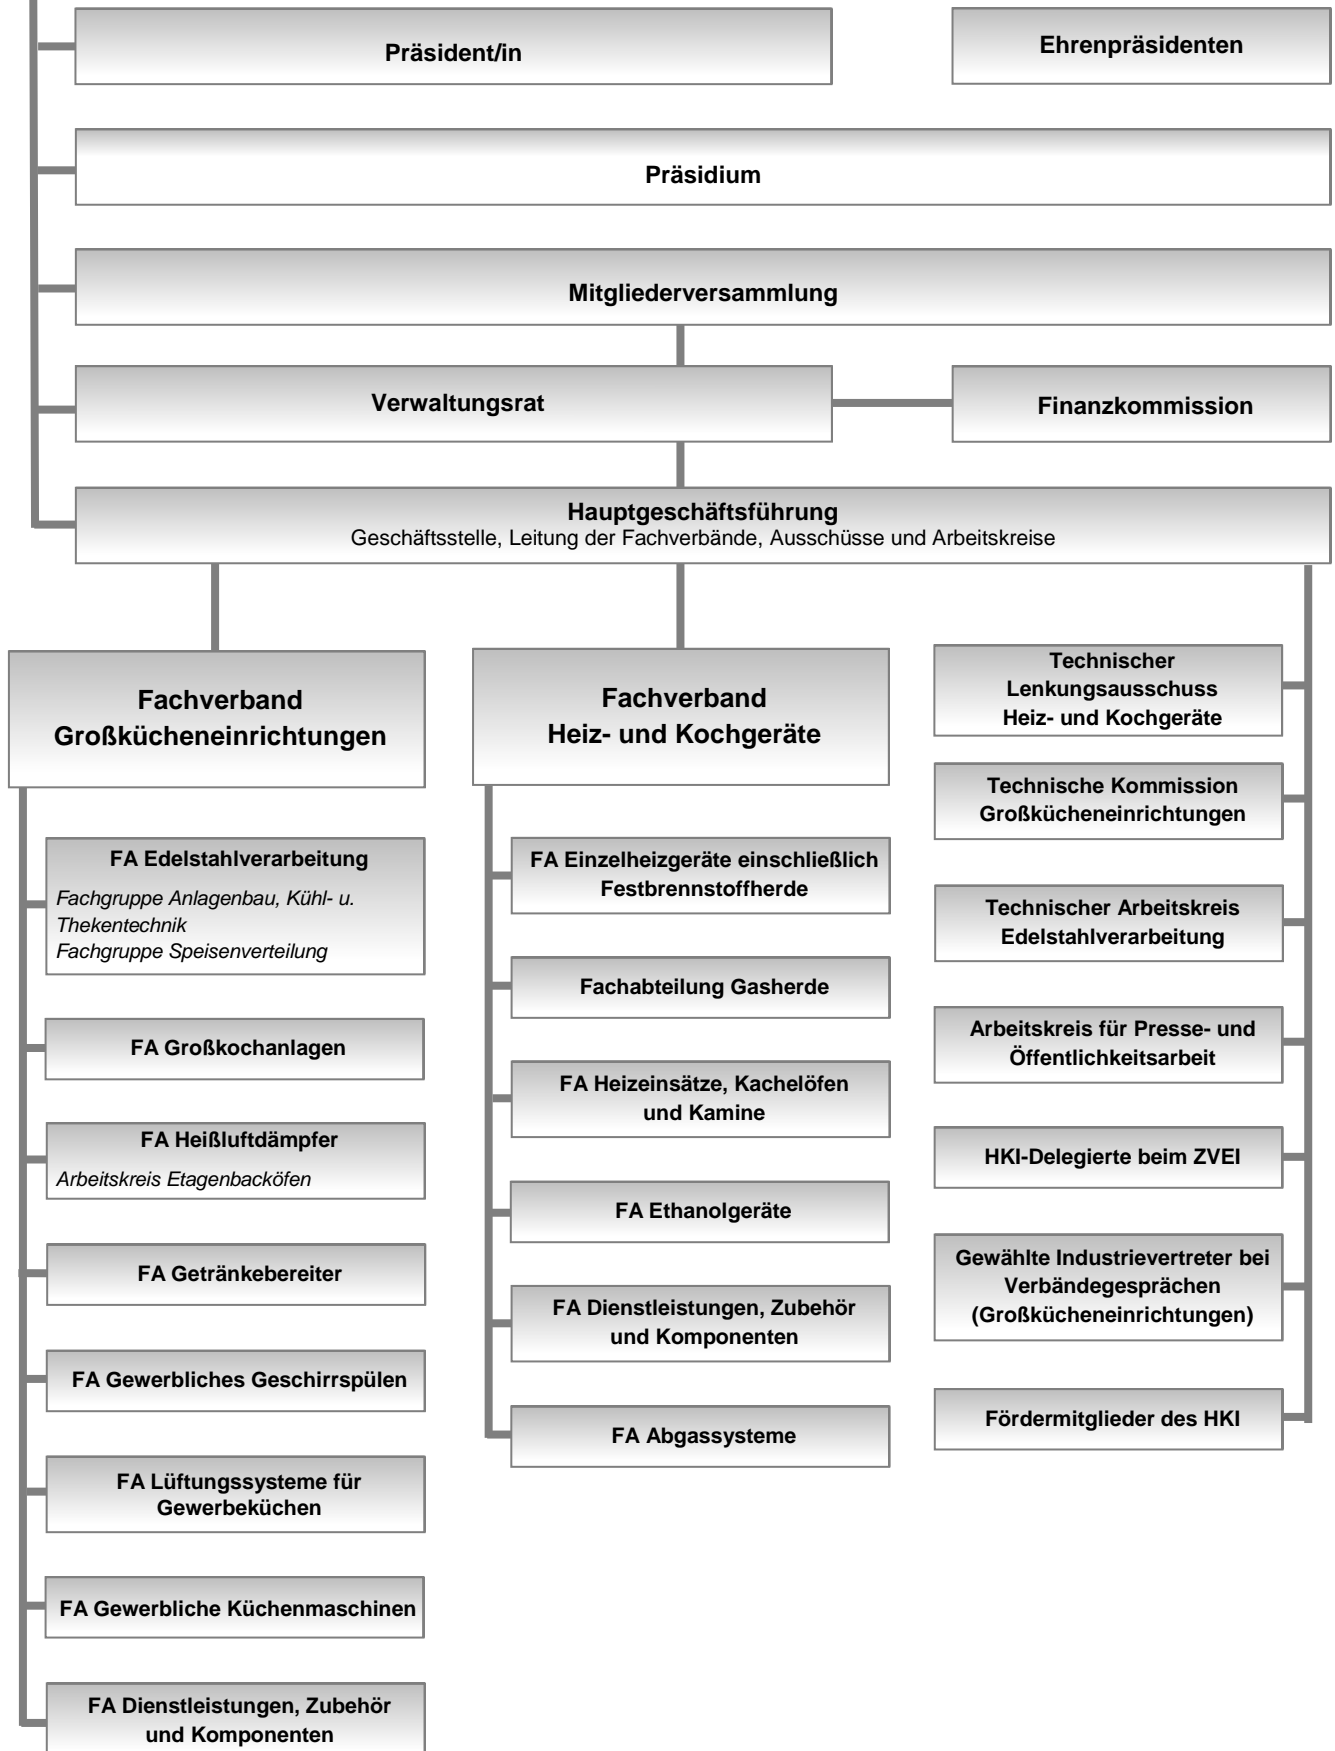 Präsident/in
Ehrenpräsidenten
Präsidium
Mitgliederversammlung
Verwaltungsrat
Finanzkommission
Hauptgeschäftsführung
Geschäftsstelle, Leitung der Fachverbände, Ausschüsse und Arbeitskreise
Fachverband
Großkücheneinrichtungen
FA Edelstahlverarbeitung
Fachgruppe Anlagenbau, Kühl- u.
Thekentechnik
Fachgruppe Speisenverteilung
FA Großkochanlagen
FA Heißluftdämpfer
Arbeitskreis Etagenbacköfen
FA Getränkebereiter
FA Gewerbliches Geschirrspülen
FA Lüftungssysteme für
Gewerbeküchen
FA Gewerbliche Küchenmaschinen
FA Dienstleistungen, Zubehör
und Komponenten
Fachverband
Heiz- und Kochgeräte
FA Einzelheizgeräte einschließlich
Festbrennstoffherde
Fachabteilung Gasherde
FA Heizeinsätze, Kachelöfen
und Kamine
FA Ethanolgeräte
FA Dienstleistungen, Zubehör
und Komponenten
FA Abgassysteme
Technischer
Lenkungsausschuss
Heiz- und Kochgeräte
Technische Kommission
Großkücheneinrichtungen
Technischer Arbeitskreis
Edelstahlverarbeitung
Arbeitskreis für Presse- und
Öffentlichkeitsarbeit
HKI-Delegierte beim ZVEI
Gewählte Industrievertreter bei
Verbändegesprächen
(Großkücheneinrichtungen)
Fördermitglieder des HKI